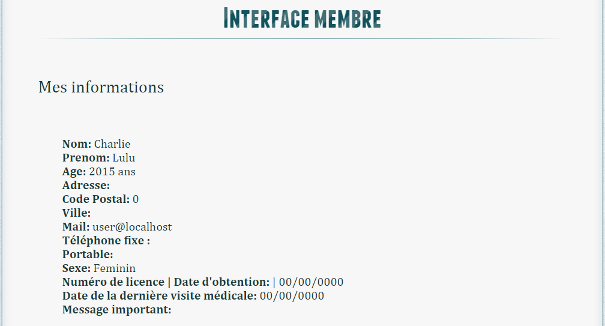 Interface membre
Mes informations
Nom: Charlie
Prenom: Lulu
Age: 2015 ans
Adresse:
Code Postal: 0
Ville:
Mail: user@localhost
Téléphone fixe :
Portable:
Sexe: Feminin
Numéro de licence | Date d'obtention: | 00/00/0000
Date de la dernière visite médicale: 00/00/0000
Message important: